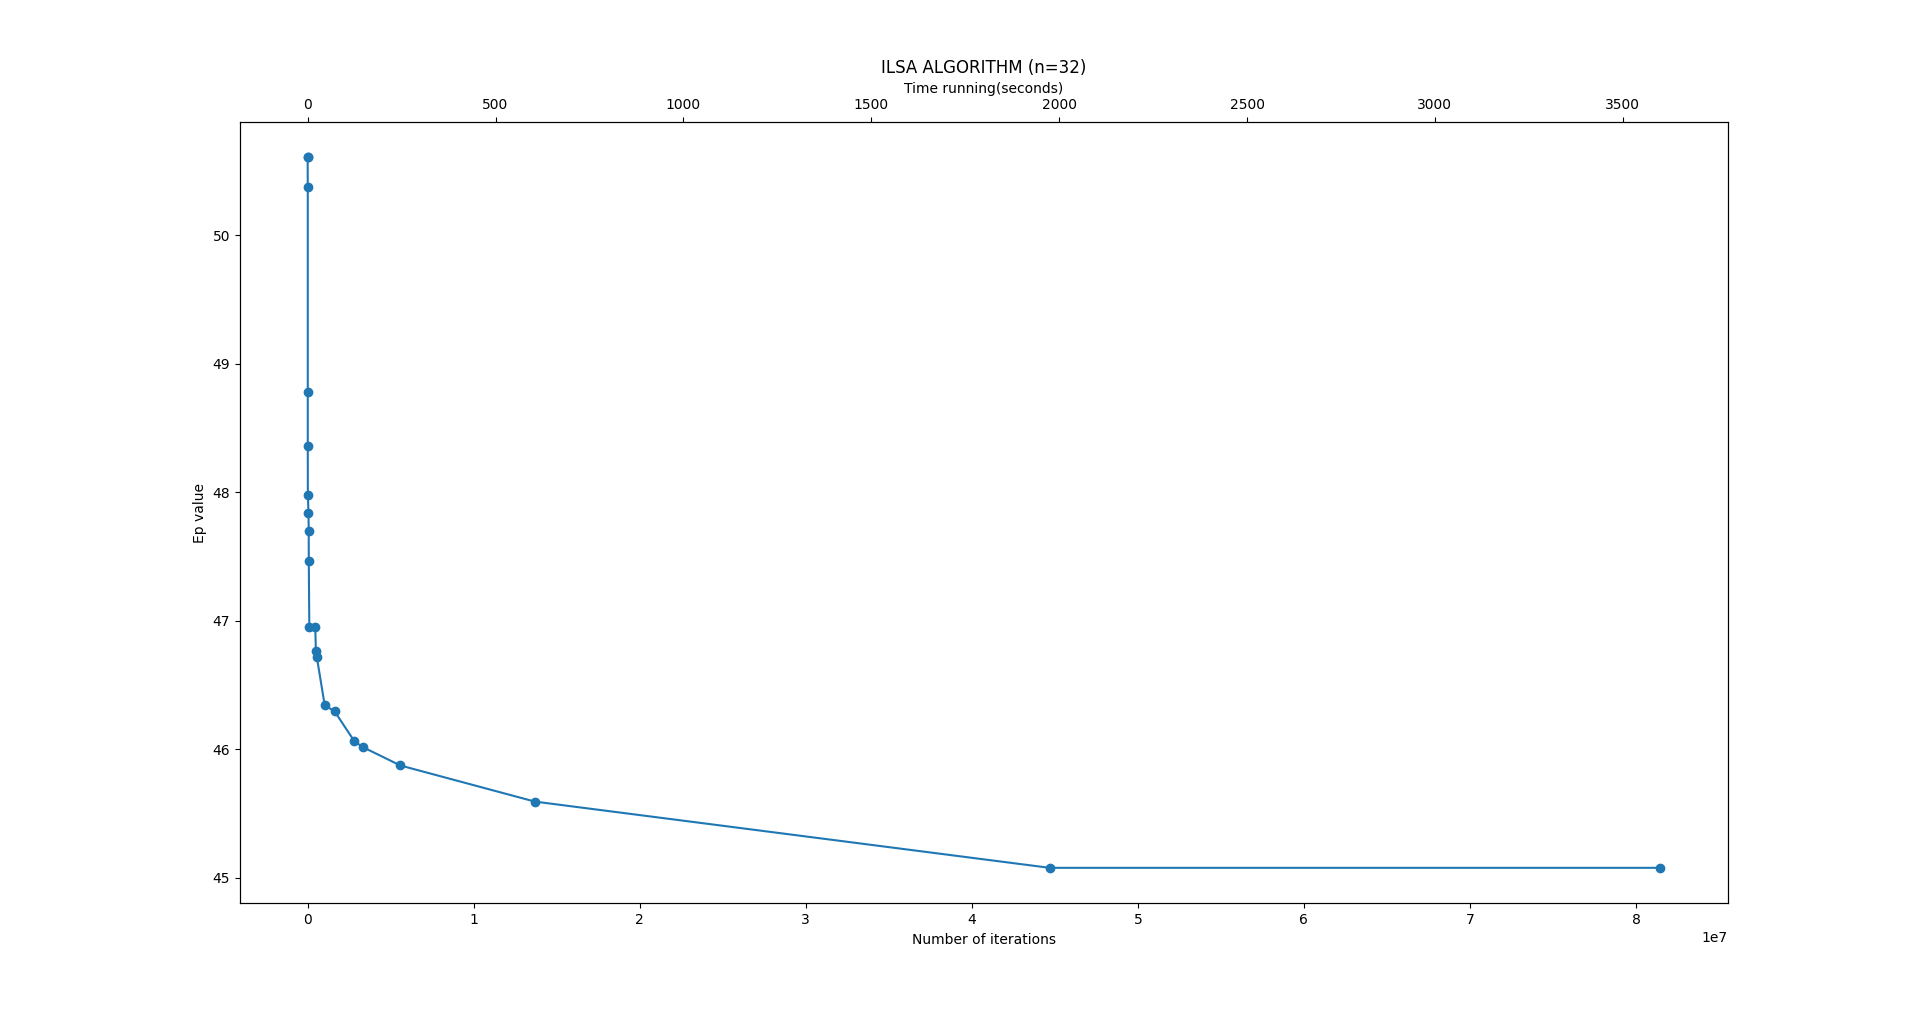 ILSA ALGORITHM (n=32)
Time running(seconds)
0 500 1000 1500 2000 2500 3000 3500
50
49
48
47
46
45
Ep value
0 1 2 3 4 5 6 7 8
1e7
Number of iterations